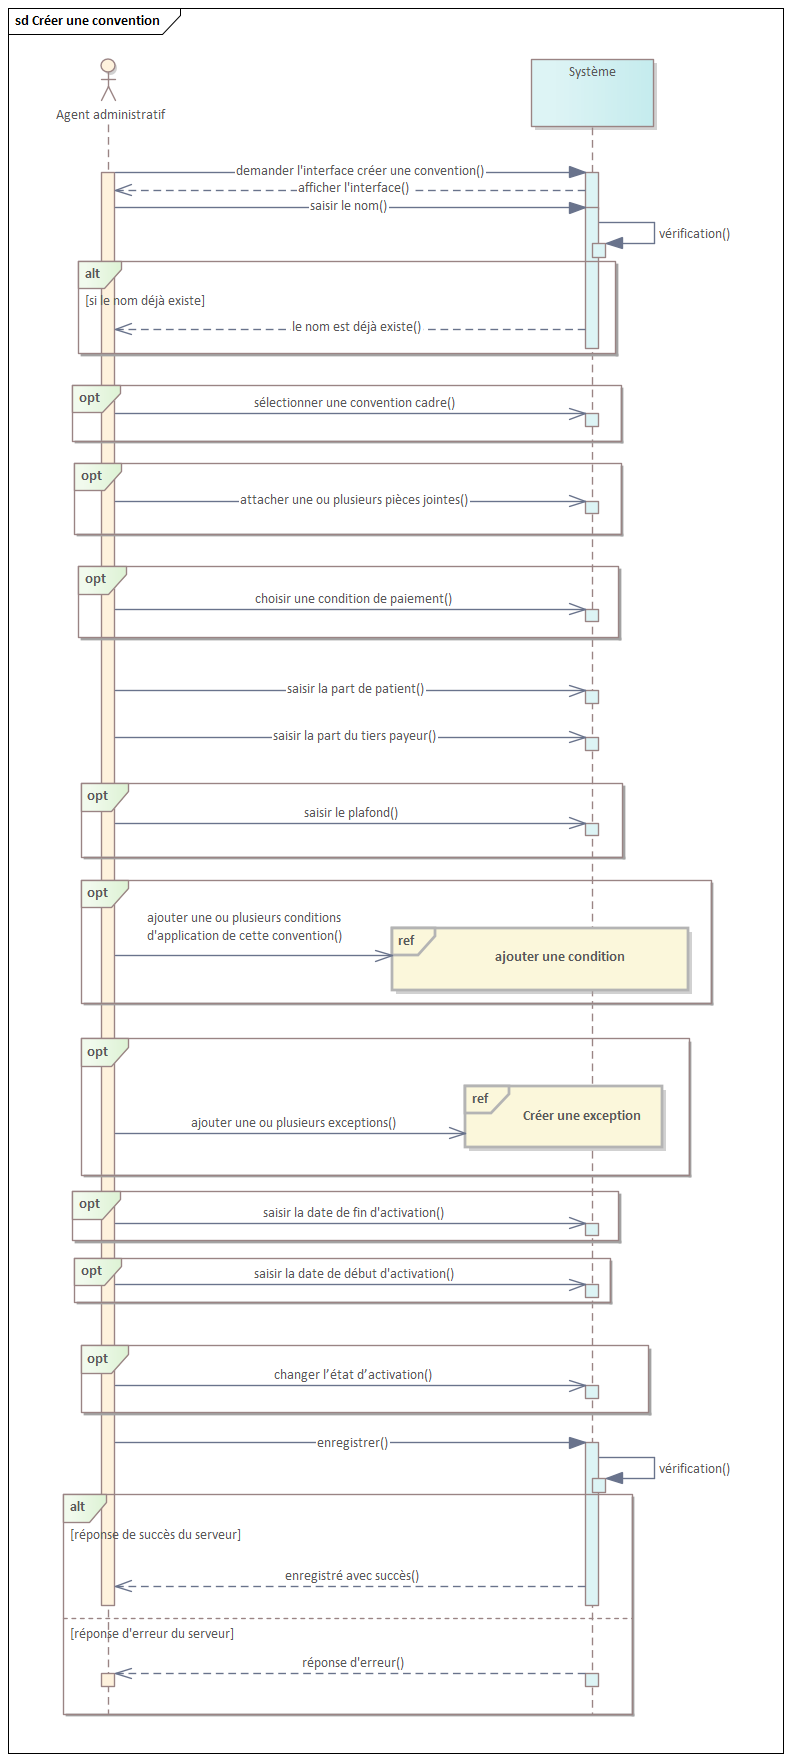 sd Créer une convention
Agent administratif
Système
demander l'interface créer une convention()
afficher l'interface()
saisir le nom()
vérification()
alt
[si le nom déjà existe]
le nom est déjà existe()
opt
sélectionner une convention cadre()
opt
attacher une ou plusieurs pièces jointes()
opt
choisir une condition de paiement()
saisir la part de patient()
saisir la part du tiers payeur()
opt
saisir le plafond()
opt
ajouter une ou plusieurs conditions
d'application de cette convention()
ref
ajouter une condition
opt
ref
Créer une exception
ajouter une ou plusieurs exceptions()
opt
saisir la date de fin d'activation()
opt
saisir la date de début d'activation()
opt
changer l’état d’activation()
enregistrer()
vérification()
alt
[réponse de succès du serveur]
enregistré avec succès()
[réponse d'erreur du serveur]
réponse d'erreur()